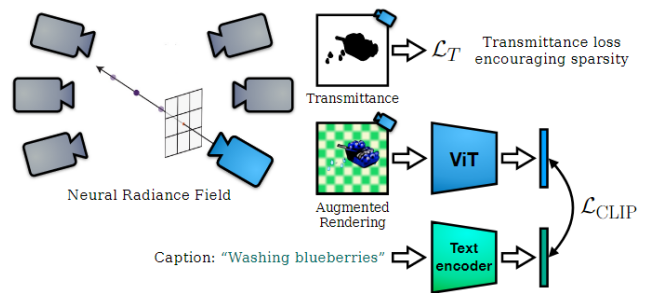 Neural Radiance Field
Transmittance
ℒ_T
Transmittance loss
encouraging sparsity
Augmented
Rendering
ViT
ℒ_CLIP
Caption: “Washing blueberries”
Text
encoder